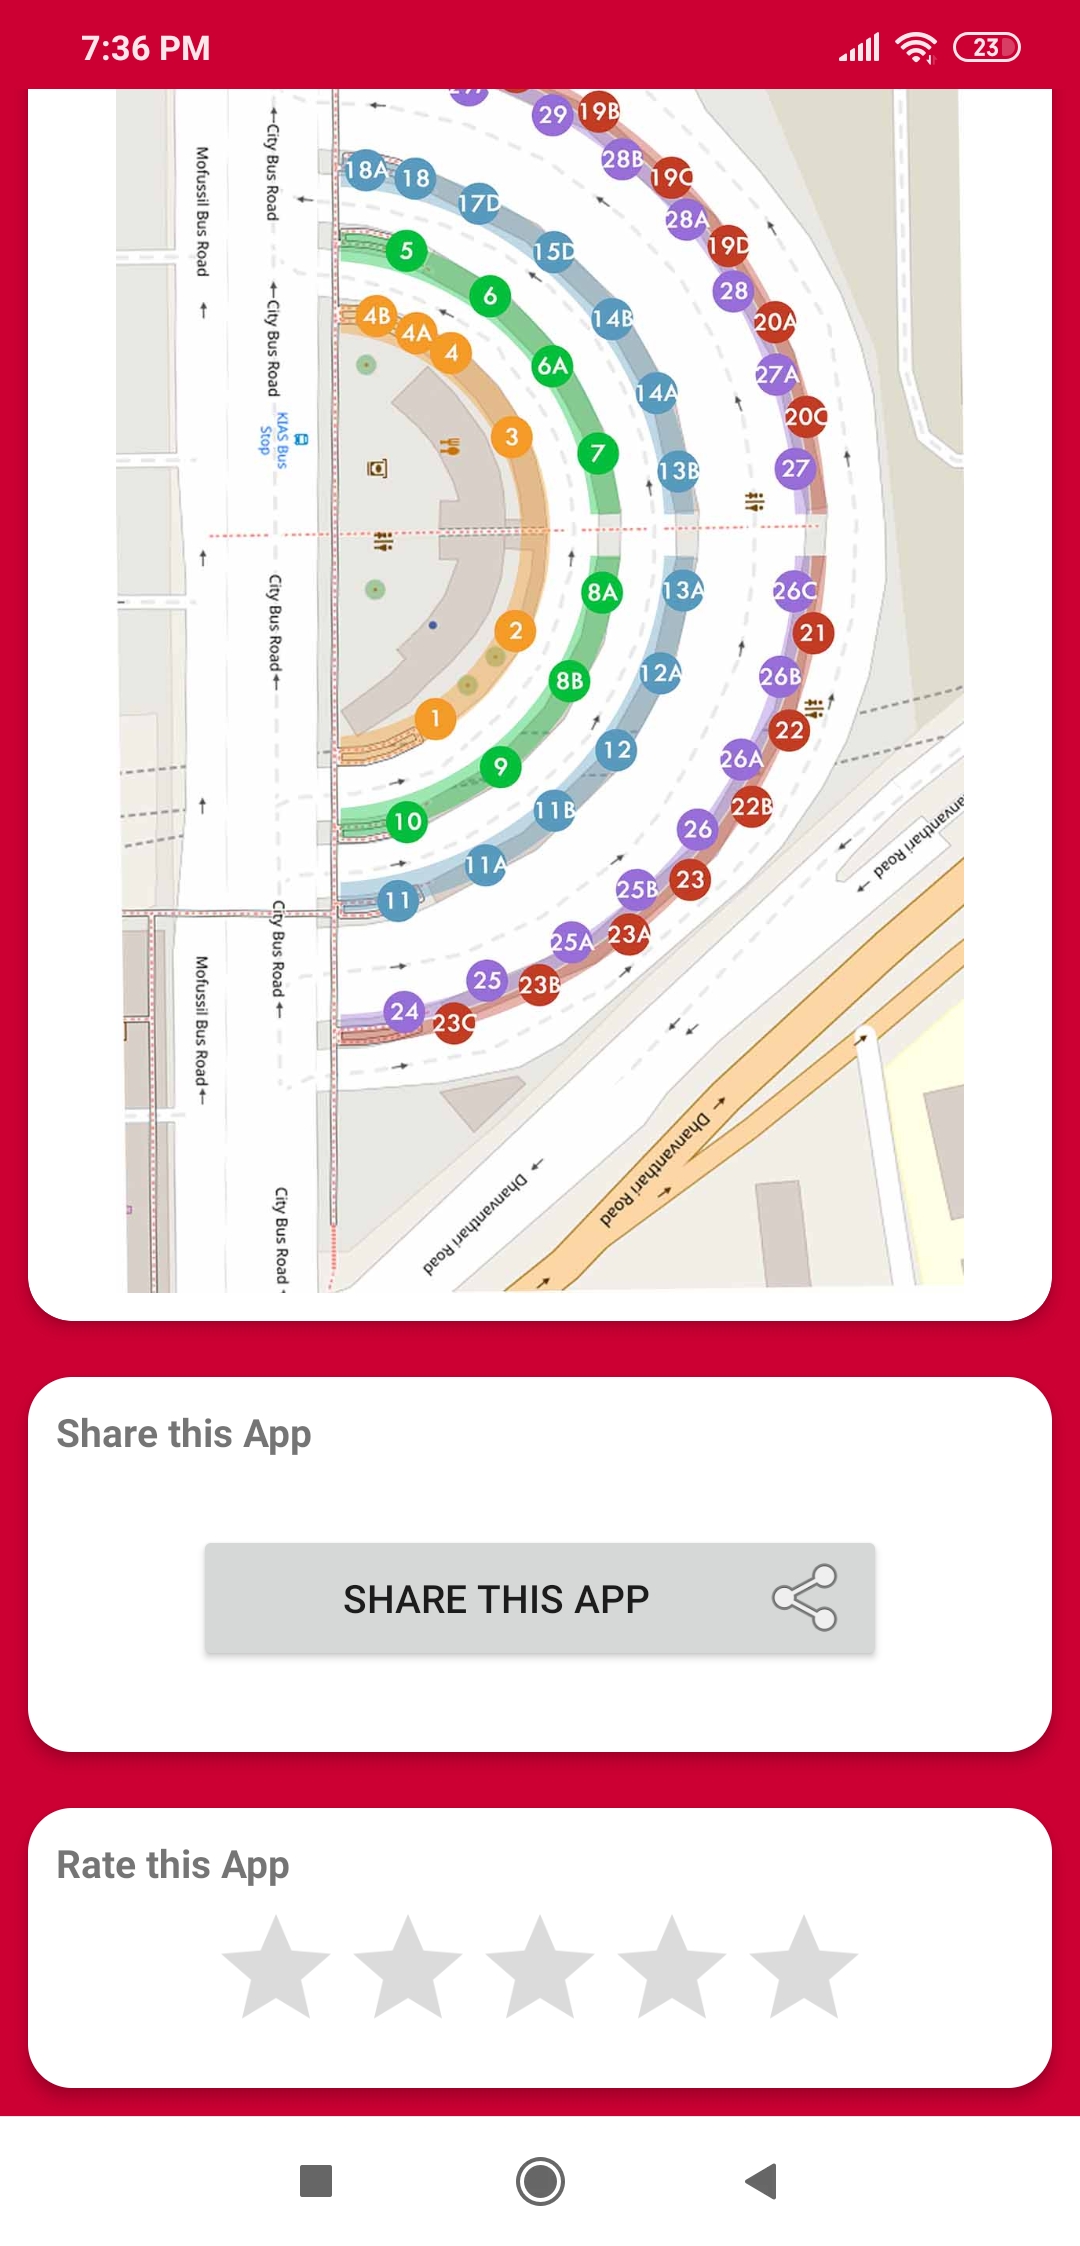 7:36 PM
23
29
19B
28B
19C
28A
19D
28
20A
27A
20C
27
18A
18
17D
15D
14B
14A
13B
5
6
6A
7
4B
4A
4
3
2
1
8A
8B
9
10
13A
12A
12
11B
11A
11
26C
21
26B
22
26A
22B
26
23
25B
23A
25A
23B
25
23C
24
Mofussil Bus Road
City Bus Road
City Bus Road
KIAS Bus
Stop
City Bus Road
City Bus Road
Mofussil Bus Road
City Bus Road
Dhanvanthari Road
Dhanvanthari Road
Share this App
SHARE THIS APP
Rate this App